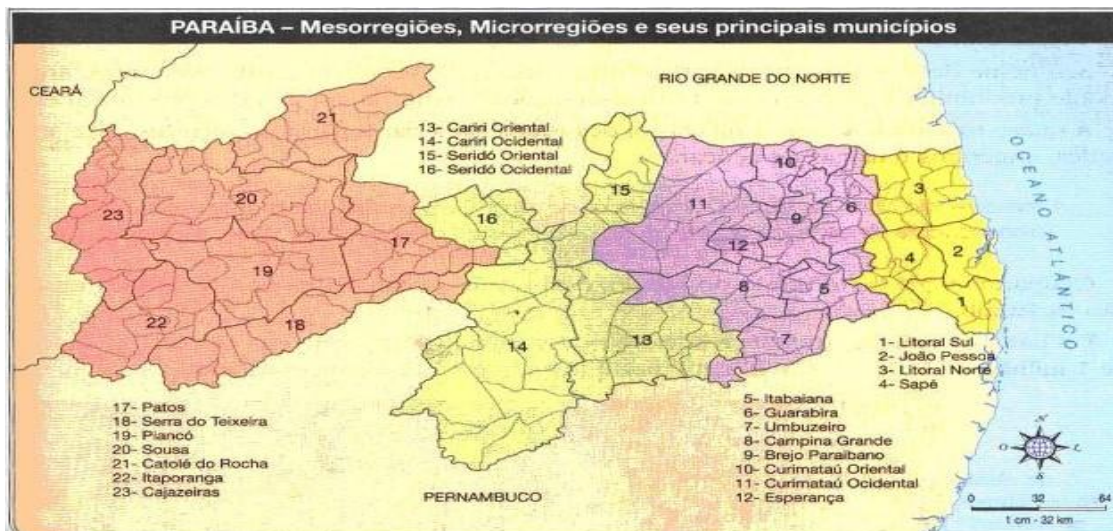 PARAÍBA – Mesorregiões, Microrregiões e seus principais municípios
CEARÁ
RIO GRANDE DO NORTE
OCEANO ATLÂNTICO
PERNAMBUCO
13- Cariri Oriental
14- Cariri Ocidental
15- Seridó Oriental
16- Seridó Ocidental
21
23
20
19
22
18
17
16
15
14
13
11
10
9
6
12
8
5
7
3
4
2
1
1- Litoral Sul
2- João Pessoa
3- Litoral Norte
4- Sapé
5- Itabaiana
6- Guarabira
7- Umbuzeiro
8- Campina Grande
9- Brejo Paraibano
10- Curimataú Oriental
11- Curimataú Ocidental
12- Esperança
17- Patos
18- Serra do Teixeira
19- Piancó
20- Sousa
21- Catolé do Rocha
22- Itaporanga
23- Cajazeiras
N
O
L
S
0 32 64
1 cm - 32 km